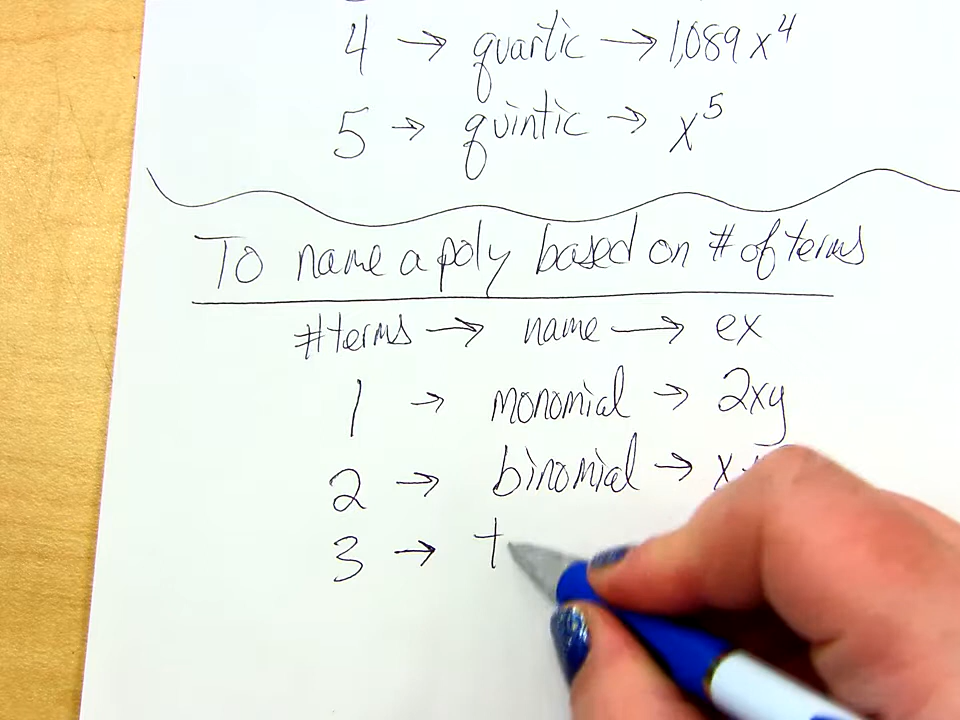 4 → quartic → 1,089x⁴
5 → quintic → x⁵
To name a poly based on # of terms
# terms → name → ex
1 → monomial → 2xy
2 → binomial → x
3 → t